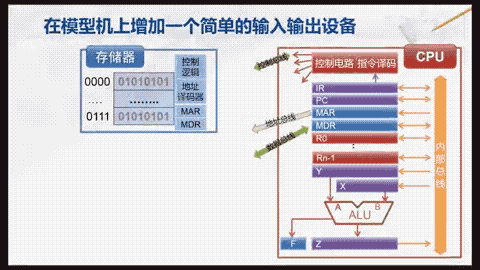 在模型机上增加一个简单的输入输出设备
存储器
控制
逻辑
地址
译码器
MAR
MDR
0000 01010101
.... ........
0111 01010101
CPU
控制总线
地址总线
数据总线
控制电路 指令译码
IR
PC
MAR
MDR
R0
:
Rn-1
Y
X
A B
ALU
F
Z
内部总线